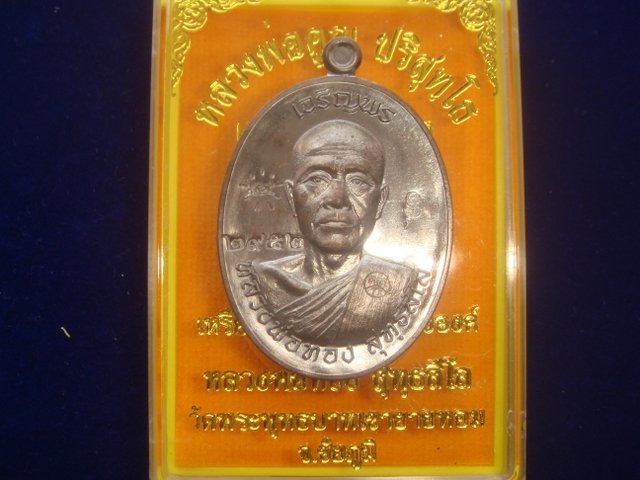 หลวงพ่อคูณ ปริสุทโธ
เจริญพร
๒๙๕๒
หลวงพ่อทอง สุทธสีโล
หลวงพ่อทอง สุทธสีโล
วัดพระพุทธบาทเขายายหอม
จ.ชัยภูมิ